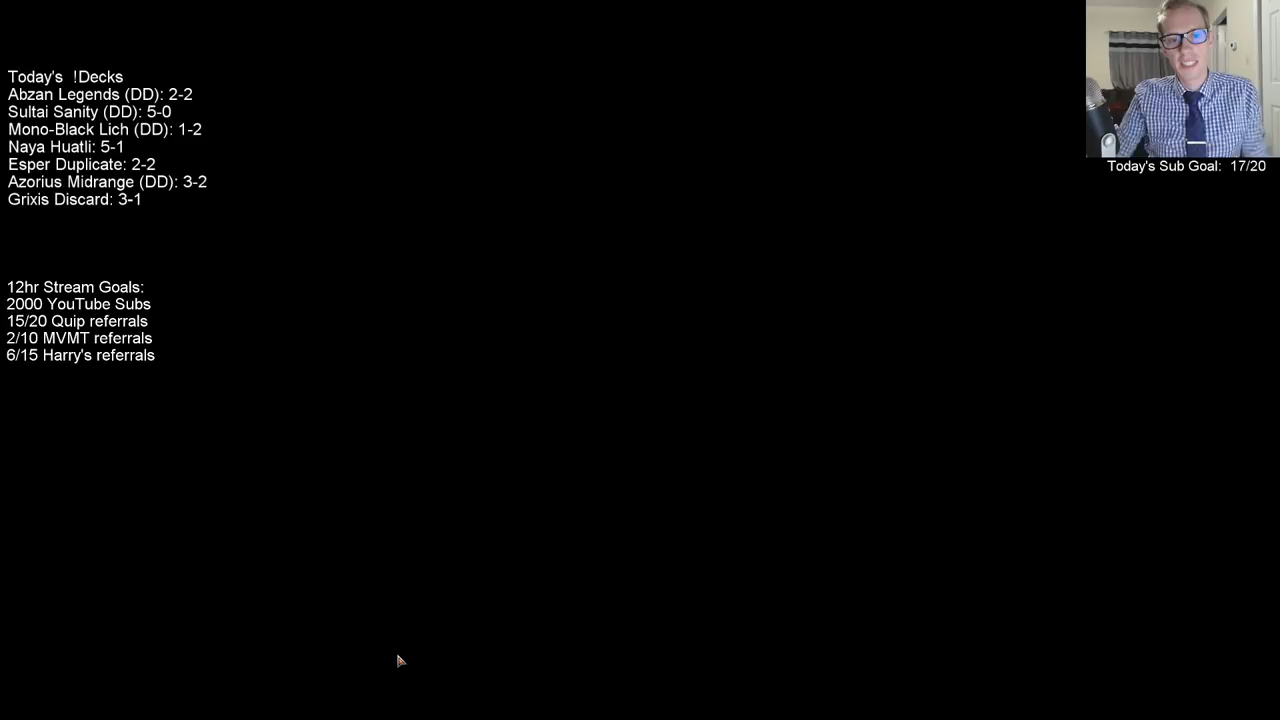 Today's !Decks
Abzan Legends (DD): 2-2
Sultai Sanity (DD): 5-0
Mono-Black Lich (DD): 1-2
Naya Huatli: 5-1
Esper Duplicate: 2-2
Azorius Midrange (DD): 3-2
Grixis Discard: 3-1
Today's Sub Goal: 17/20
12hr Stream Goals:
2000 YouTube Subs
15/20 Quip referrals
2/10 MVMT referrals
6/15 Harry's referrals